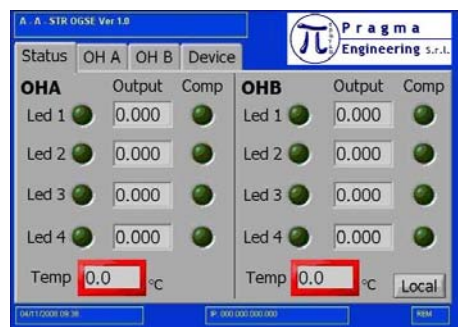 A . A . STR OGSE Ver 1.0
π Pragma
Engineering s.r.l.
Status OH A OH B Device
OHA Output Comp OHB Output Comp
Led 1 0.000 Led 1 0.000
Led 2 0.000 Led 2 0.000
Led 3 0.000 Led 3 0.000
Led 4 0.000 Led 4 0.000
Temp 0.0 °C Temp 0.0 °C Local
04/11/2008 09:38 IP: 000.000.000.000 REM